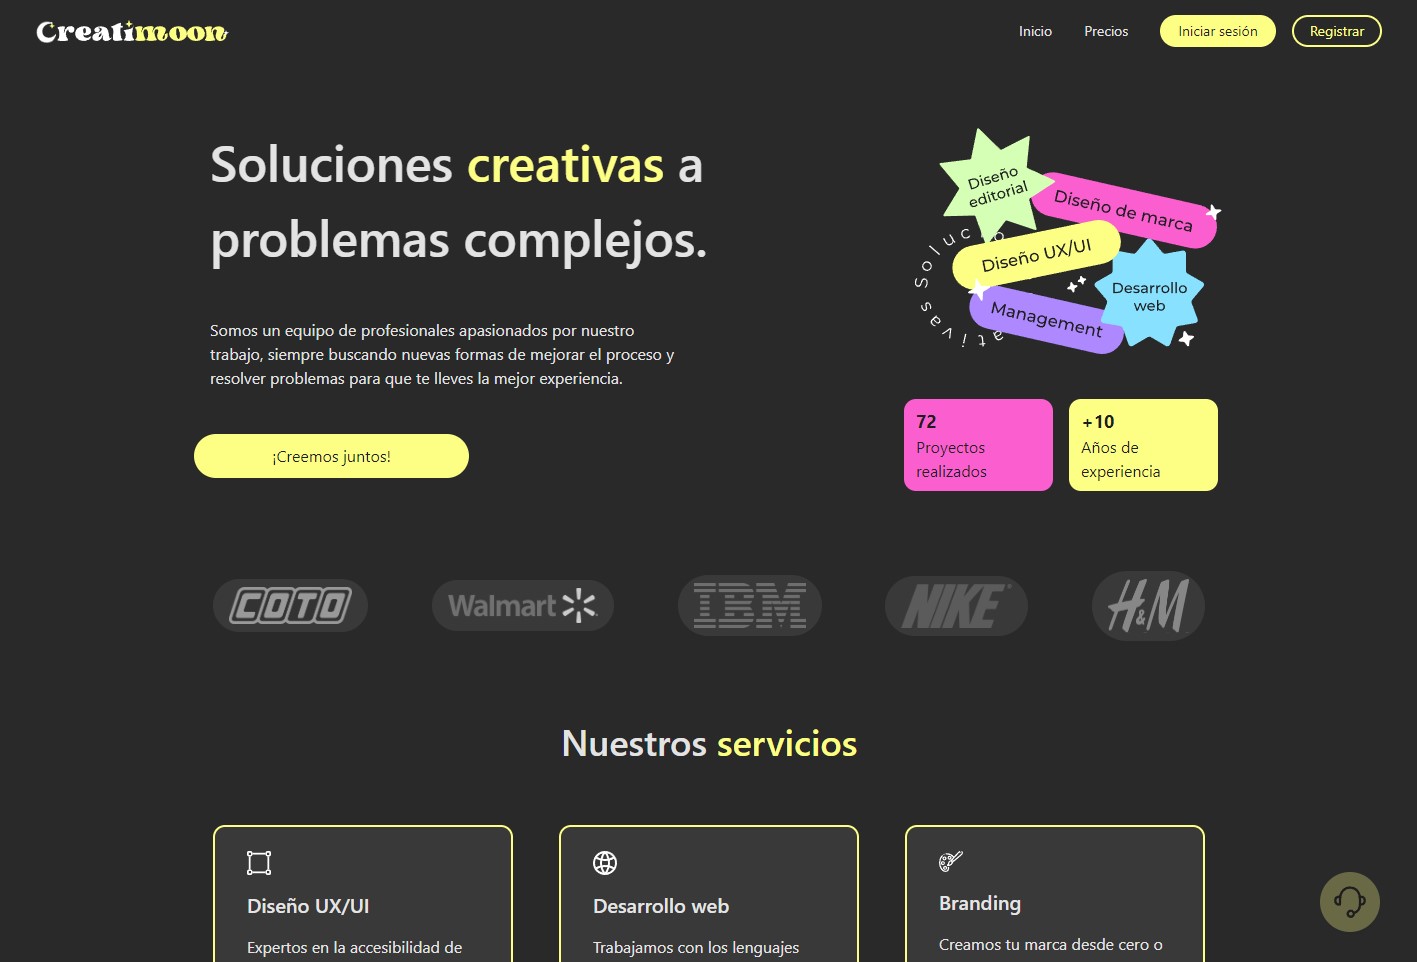 Creatimoon
Inicio
Precios
Iniciar sesión
Registrar
Soluciones creativas a
problemas complejos.
Somos un equipo de profesionales apasionados por nuestro
trabajo, siempre buscando nuevas formas de mejorar el proceso y
resolver problemas para que te lleves la mejor experiencia.
¡Creemos juntos!
Diseño
editorial
Diseño de marca
Diseño UX/UI
Desarrollo
web
Management
72
Proyectos
realizados
+10
Años de
experiencia
COTO
Walmart
IBM
NIKE
H&M
Nuestros servicios
Diseño UX/UI
Expertos en la accesibilidad de
Desarrollo web
Trabajamos con los lenguajes
Branding
Creamos tu marca desde cero o